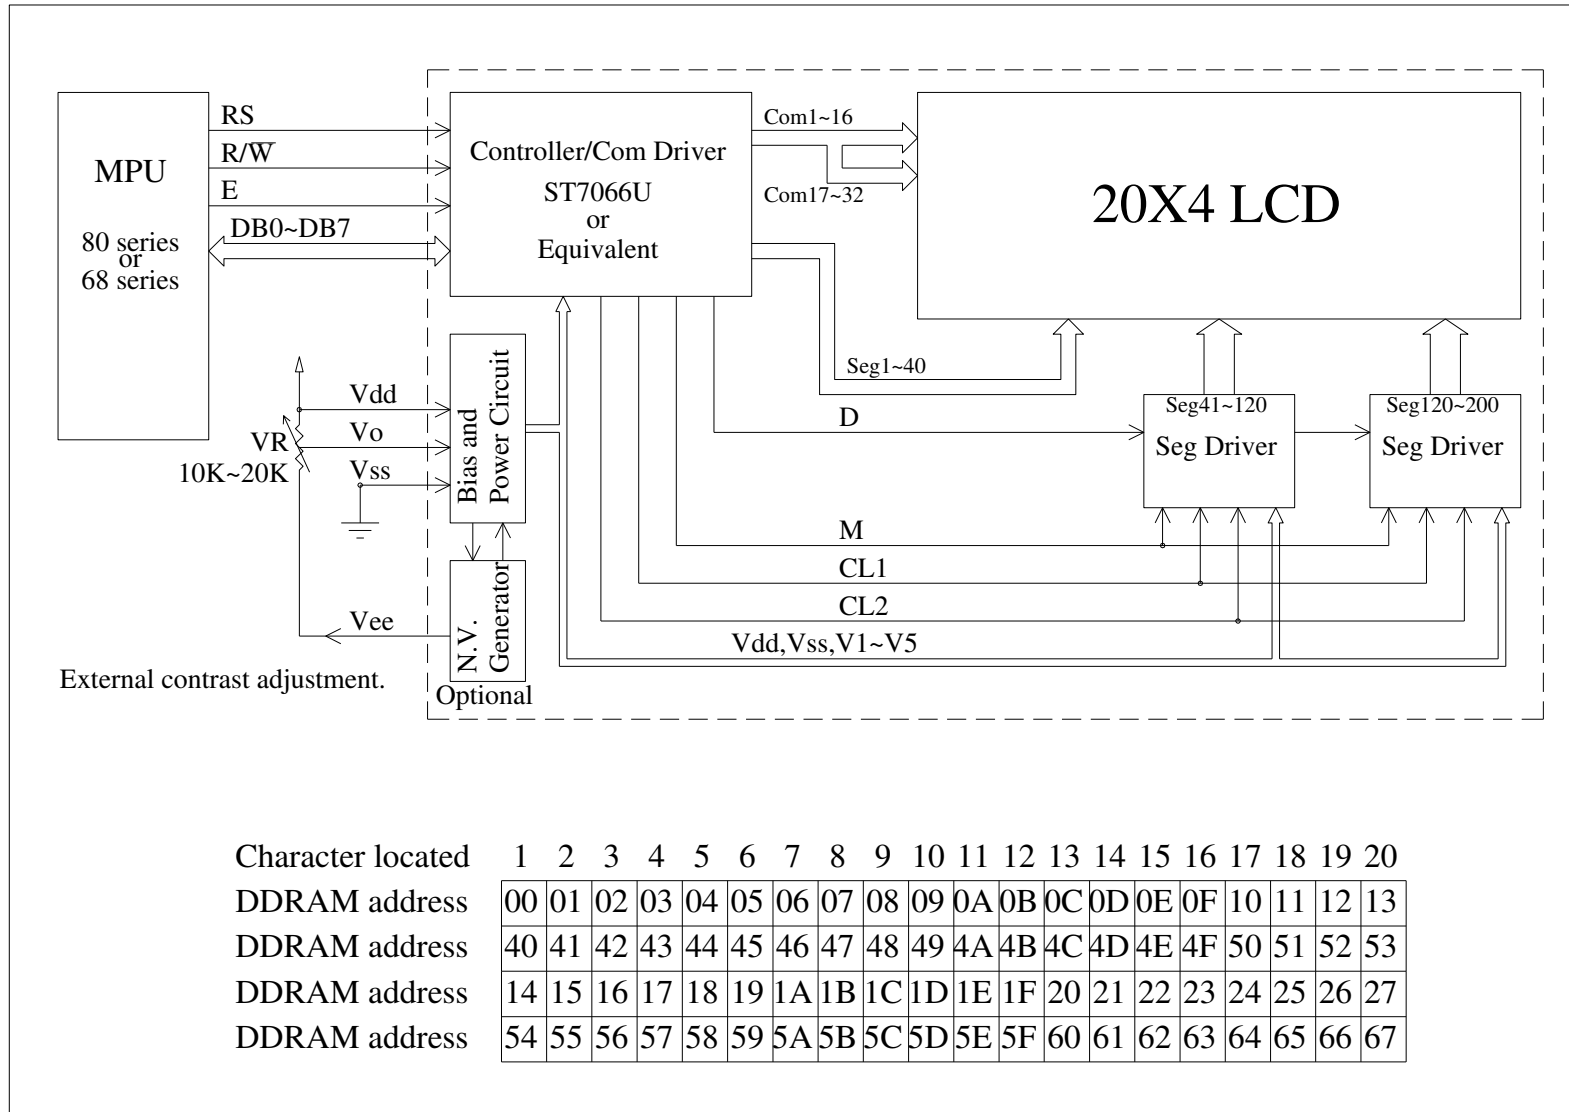 MPU
80 series
or
68 series
RS
R/W̅
E
DB0~DB7
Controller/Com Driver
ST7066U
or
Equivalent
Com1~16
Com17~32
20X4 LCD
Seg1~40
Seg41~120
Seg Driver
Seg120~200
Seg Driver
D
M
CL1
CL2
Vdd,Vss,V1~V5
Vdd
Vo
Vss
VR
10K~20K
Bias and
Power Circuit
N.V.
Generator
Optional
Vee
External contrast adjustment.
Character located 1 2 3 4 5 6 7 8 9 10 11 12 13 14 15 16 17 18 19 20
DDRAM address 00 01 02 03 04 05 06 07 08 09 0A 0B 0C 0D 0E 0F 10 11 12 13
DDRAM address 40 41 42 43 44 45 46 47 48 49 4A 4B 4C 4D 4E 4F 50 51 52 53
DDRAM address 14 15 16 17 18 19 1A 1B 1C 1D 1E 1F 20 21 22 23 24 25 26 27
DDRAM address 54 55 56 57 58 59 5A 5B 5C 5D 5E 5F 60 61 62 63 64 65 66 67